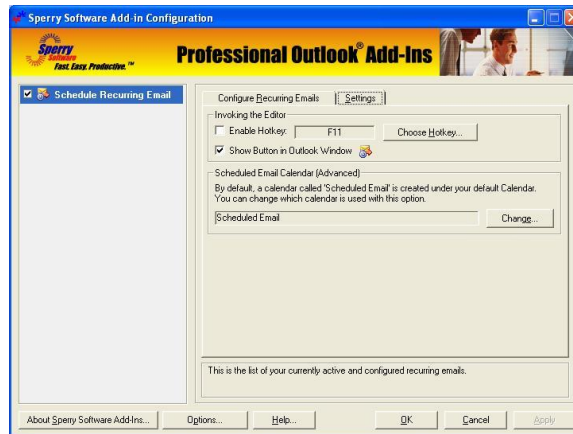 Sperry Software Add-in Configuration
Sperry
Software
Fast. Easy. Productive. ™
Professional Outlook® Add-Ins
Schedule Recurring Email
Configure Recurring Emails
Settings
Invoking the Editor
Enable Hotkey:
F11
Choose Hotkey...
Show Button in Outlook Window
Scheduled Email Calendar (Advanced)
By default, a calendar called 'Scheduled Email' is created under your default Calendar.
You can change which calendar is used with this option.
Scheduled Email
Change...
This is the list of your currently active and configured recurring emails.
About Sperry Software Add-Ins...
Options...
Help...
OK
Cancel
Apply